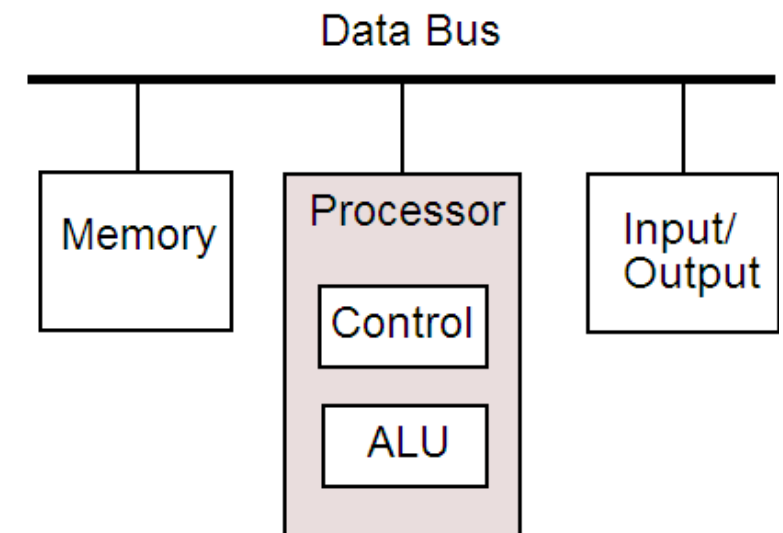 Data Bus
Memory
Processor
Control
ALU
Input/
Output